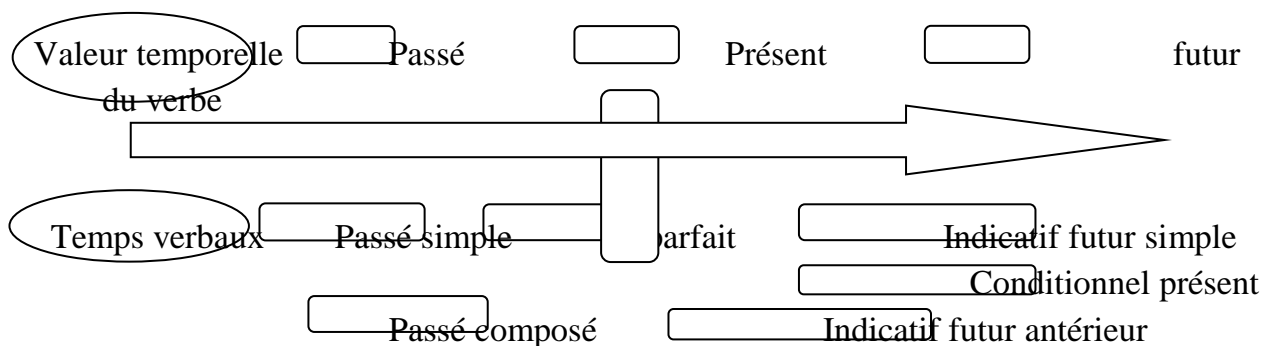 Valeur temporelle Passé Présent futur
du verbe
Temps verbaux Passé simple parfait Indicatif futur simple
Conditionnel présent
Passé composé Indicatif futur antérieur